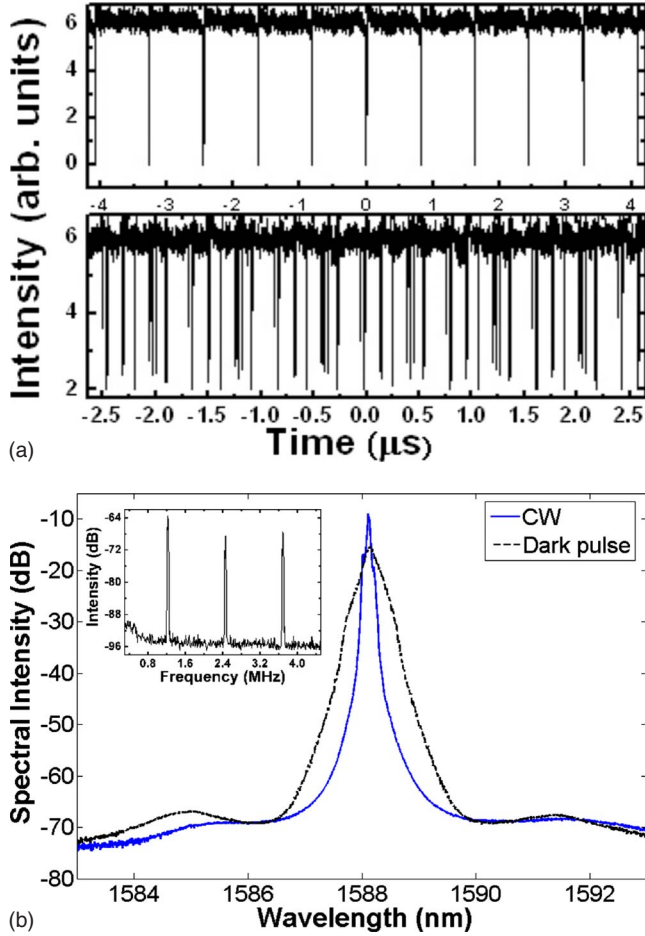 6
4
2
0
Intensity (arb. units)
-4 -3 -2 -1 0 1 2 3 4
6
4
2
-2.5 -2.0 -1.5 -1.0 -0.5 0.0 0.5 1.0 1.5 2.0 2.5
Time (μs)
(a)
-10
-20
-30
-40
-50
-60
-70
-80
Spectral Intensity (dB)
-64
-72
-80
-88
-96
Intensity (dB)
0.8 1.6 2.4 3.2 4.0
Frequency (MHz)
CW
Dark pulse
1584 1586 1588 1590 1592
Wavelength (nm)
(b)